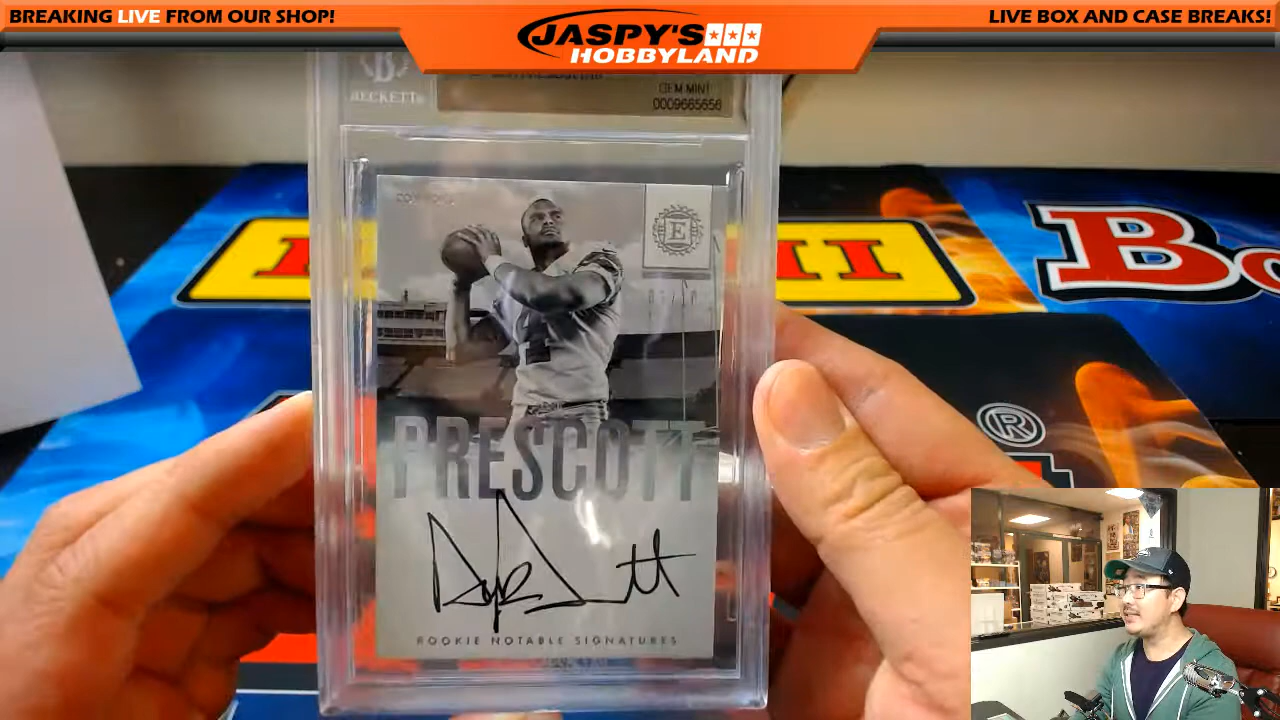 BREAKING LIVE FROM OUR SHOP!
JASPY'S
HOBBYLAND
LIVE BOX AND CASE BREAKS!
BECKETT
GEM MINT
0009665656
E
PRESCOTT
ROOKIE NOTABLE SIGNATURES
®